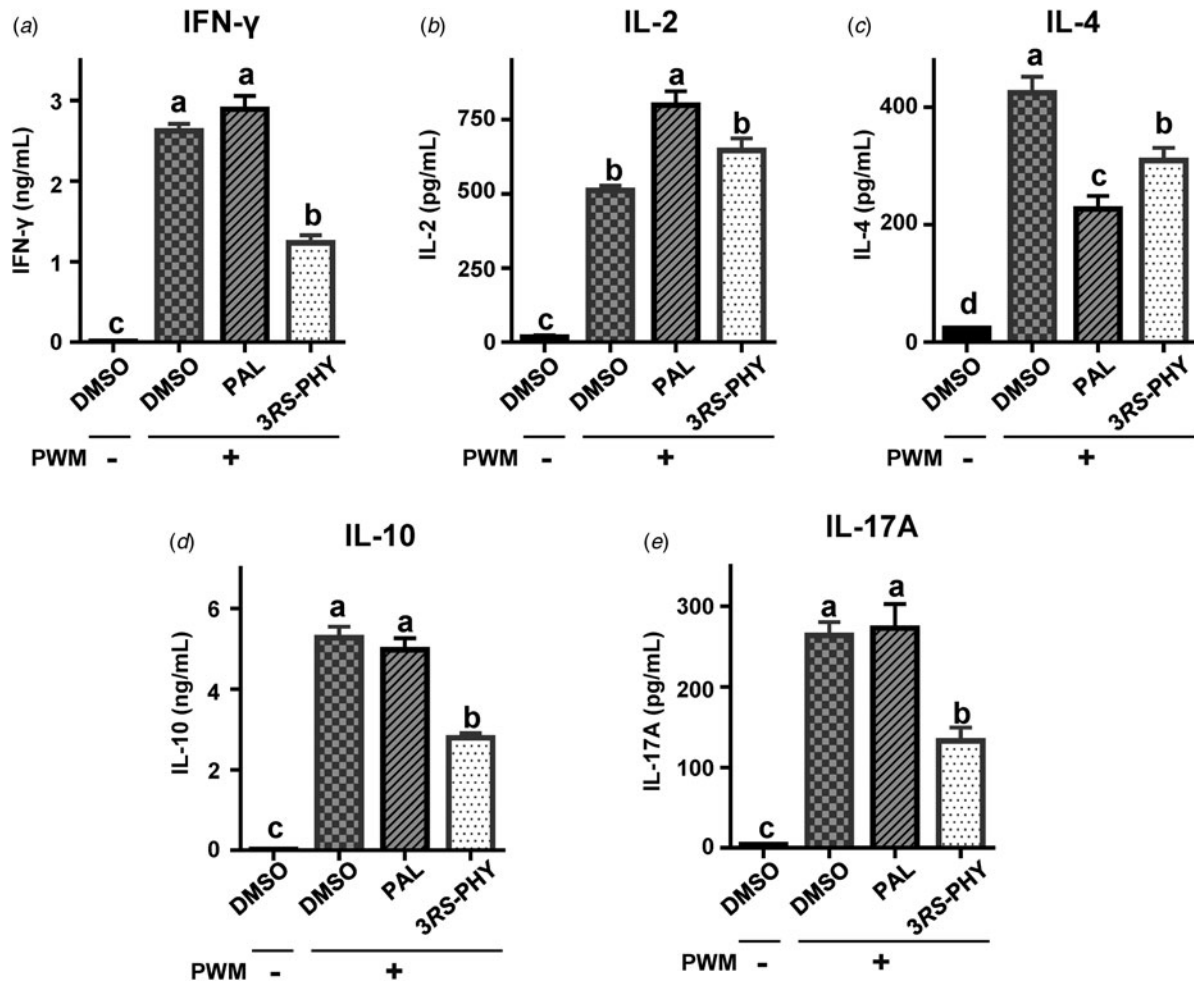 (a) IFN-γ
IFN-γ (ng/mL)
3
2
1
0
c
a
a
b
DMSO
DMSO
PAL
3RS-PHY
PWM - +
(b) IL-2
IL-2 (pg/mL)
750
500
250
0
c
b
a
b
DMSO
DMSO
PAL
3RS-PHY
PWM - +
(c) IL-4
IL-4 (pg/mL)
400
200
0
d
a
c
b
DMSO
DMSO
PAL
3RS-PHY
PWM - +
(d) IL-10
IL-10 (ng/mL)
6
4
2
0
c
a
a
b
DMSO
DMSO
PAL
3RS-PHY
PWM - +
(e) IL-17A
IL-17A (pg/mL)
300
200
100
0
c
a
a
b
DMSO
DMSO
PAL
3RS-PHY
PWM - +